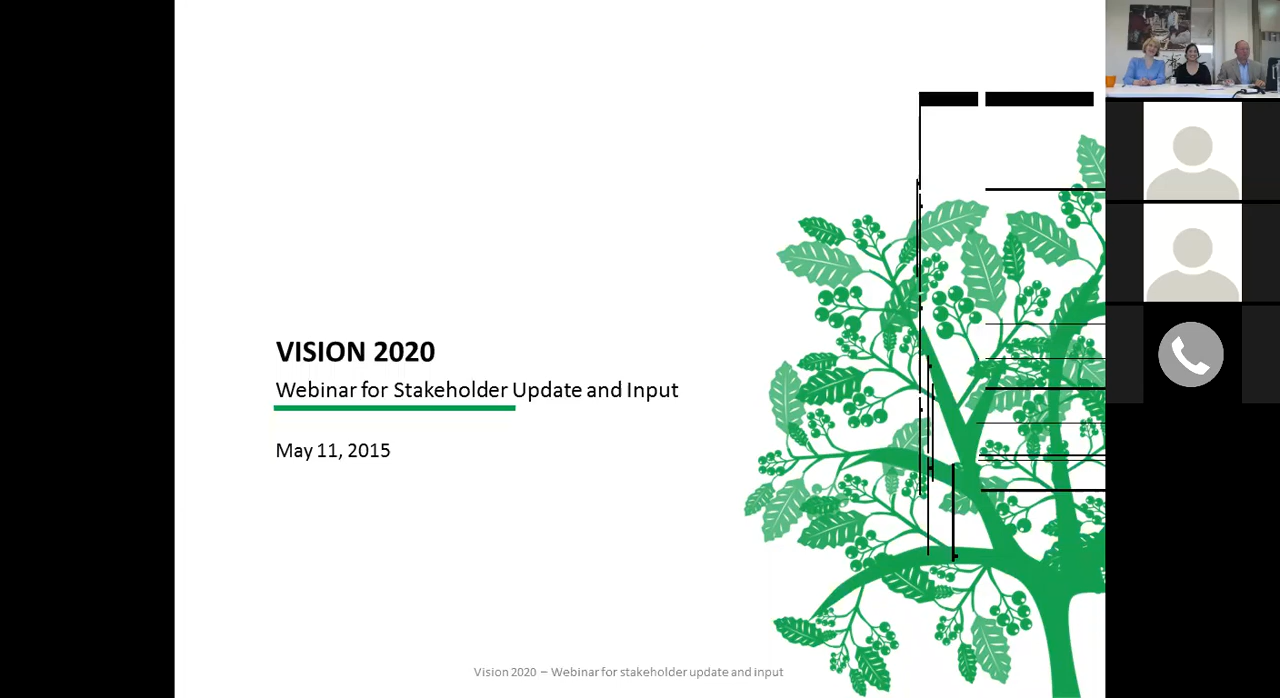 VISION 2020
Webinar for Stakeholder Update and Input
May 11, 2015
Vision 2020 – Webinar for stakeholder update and input